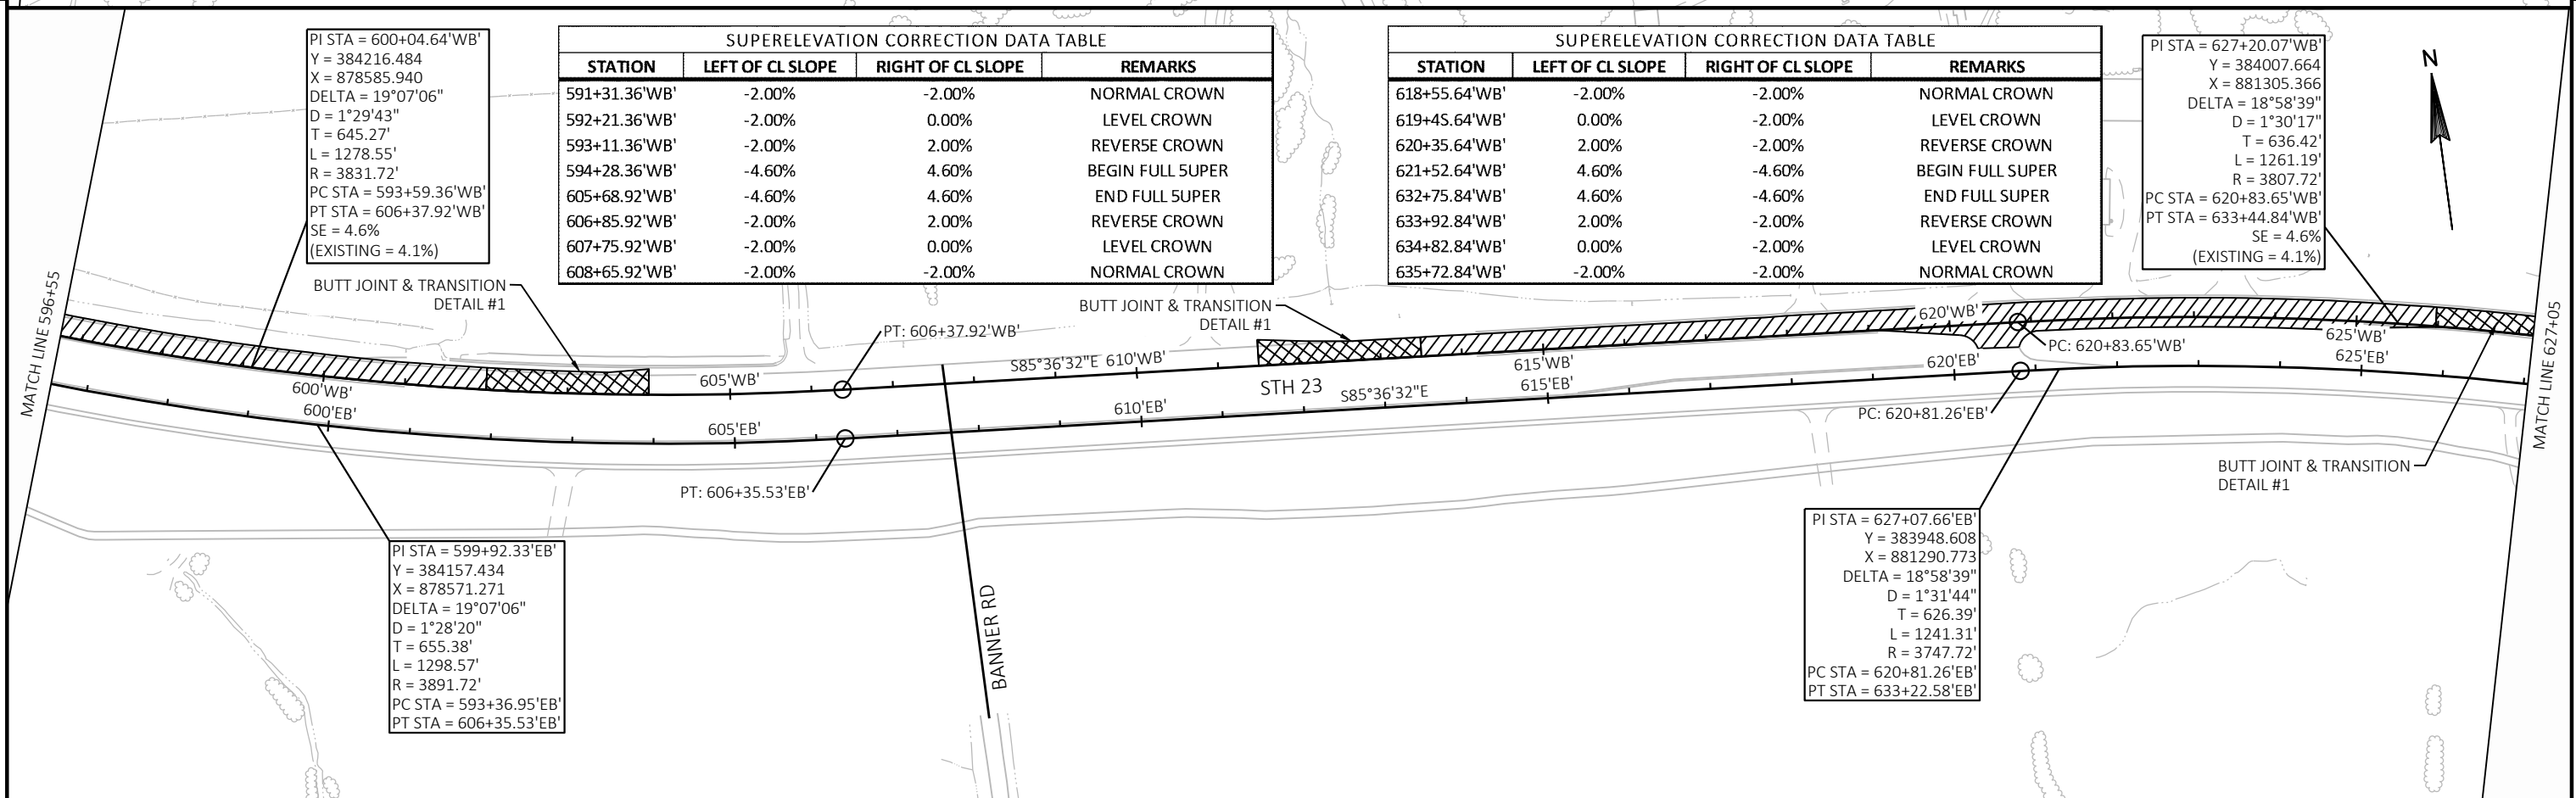 PI STA = 600+04.64'WB'
Y = 384216.484
X = 878585.940
DELTA = 19°07'06"
D = 1°29'43"
T = 645.27'
L = 1278.55'
R = 3831.72'
PC STA = 593+59.36'WB'
PT STA = 606+37.92'WB'
SE = 4.6%
(EXISTING = 4.1%)
SUPERELEVATION CORRECTION DATA TABLE
STATION LEFT OF CL SLOPE RIGHT OF CL SLOPE REMARKS
591+31.36'WB' -2.00% -2.00% NORMAL CROWN
592+21.36'WB' -2.00% 0.00% LEVEL CROWN
593+11.36'WB' -2.00% 2.00% REVER5E CROWN
594+28.36'WB' -4.60% 4.60% BEGIN FULL 5UPER
605+68.92'WB' -4.60% 4.60% END FULL 5UPER
606+85.92'WB' -2.00% 2.00% REVER5E CROWN
607+75.92'WB' -2.00% 0.00% LEVEL CROWN
608+65.92'WB' -2.00% -2.00% NORMAL CROWN
SUPERELEVATION CORRECTION DATA TABLE
STATION LEFT OF CL SLOPE RIGHT OF CL SLOPE REMARKS
618+55.64'WB' -2.00% -2.00% NORMAL CROWN
619+4S.64'WB' 0.00% -2.00% LEVEL CROWN
620+35.64'WB' 2.00% -2.00% REVERSE CROWN
621+52.64'WB' 4.60% -4.60% BEGIN FULL SUPER
632+75.84'WB' 4.60% -4.60% END FULL SUPER
633+92.84'WB' 2.00% -2.00% REVERSE CROWN
634+82.84'WB' 0.00% -2.00% LEVEL CROWN
635+72.84'WB' -2.00% -2.00% NORMAL CROWN
PI STA = 627+20.07'WB'
Y = 384007.664
X = 881305.366
DELTA = 18°58'39"
D = 1°30'17"
T = 636.42'
L = 1261.19'
R = 3807.72'
PC STA = 620+83.65'WB'
PT STA = 633+44.84'WB'
SE = 4.6%
(EXISTING = 4.1%)
N
MATCH LINE 596+55
BUTT JOINT & TRANSITION
DETAIL #1
BUTT JOINT & TRANSITION
DETAIL #1
PT: 606+37.92'WB'
600'WB'
605'WB'
S85°36'32"E 610'WB'
615'WB'
620'WB'
625'WB'
PC: 620+83.65'WB'
MATCH LINE 627+05
STH 23
600'EB'
605'EB'
610'EB'
S85°36'32"E
615'EB'
620'EB'
625'EB'
PC: 620+81.26'EB'
PT: 606+35.53'EB'
BUTT JOINT & TRANSITION
DETAIL #1
BANNER RD
PI STA = 599+92.33'EB'
Y = 384157.434
X = 878571.271
DELTA = 19°07'06"
D = 1°28'20"
T = 655.38'
L = 1298.57'
R = 3891.72'
PC STA = 593+36.95'EB'
PT STA = 606+35.53'EB'
PI STA = 627+07.66'EB'
Y = 383948.608
X = 881290.773
DELTA = 18°58'39"
D = 1°31'44"
T = 626.39'
L = 1241.31'
R = 3747.72'
PC STA = 620+81.26'EB'
PT STA = 633+22.58'EB'